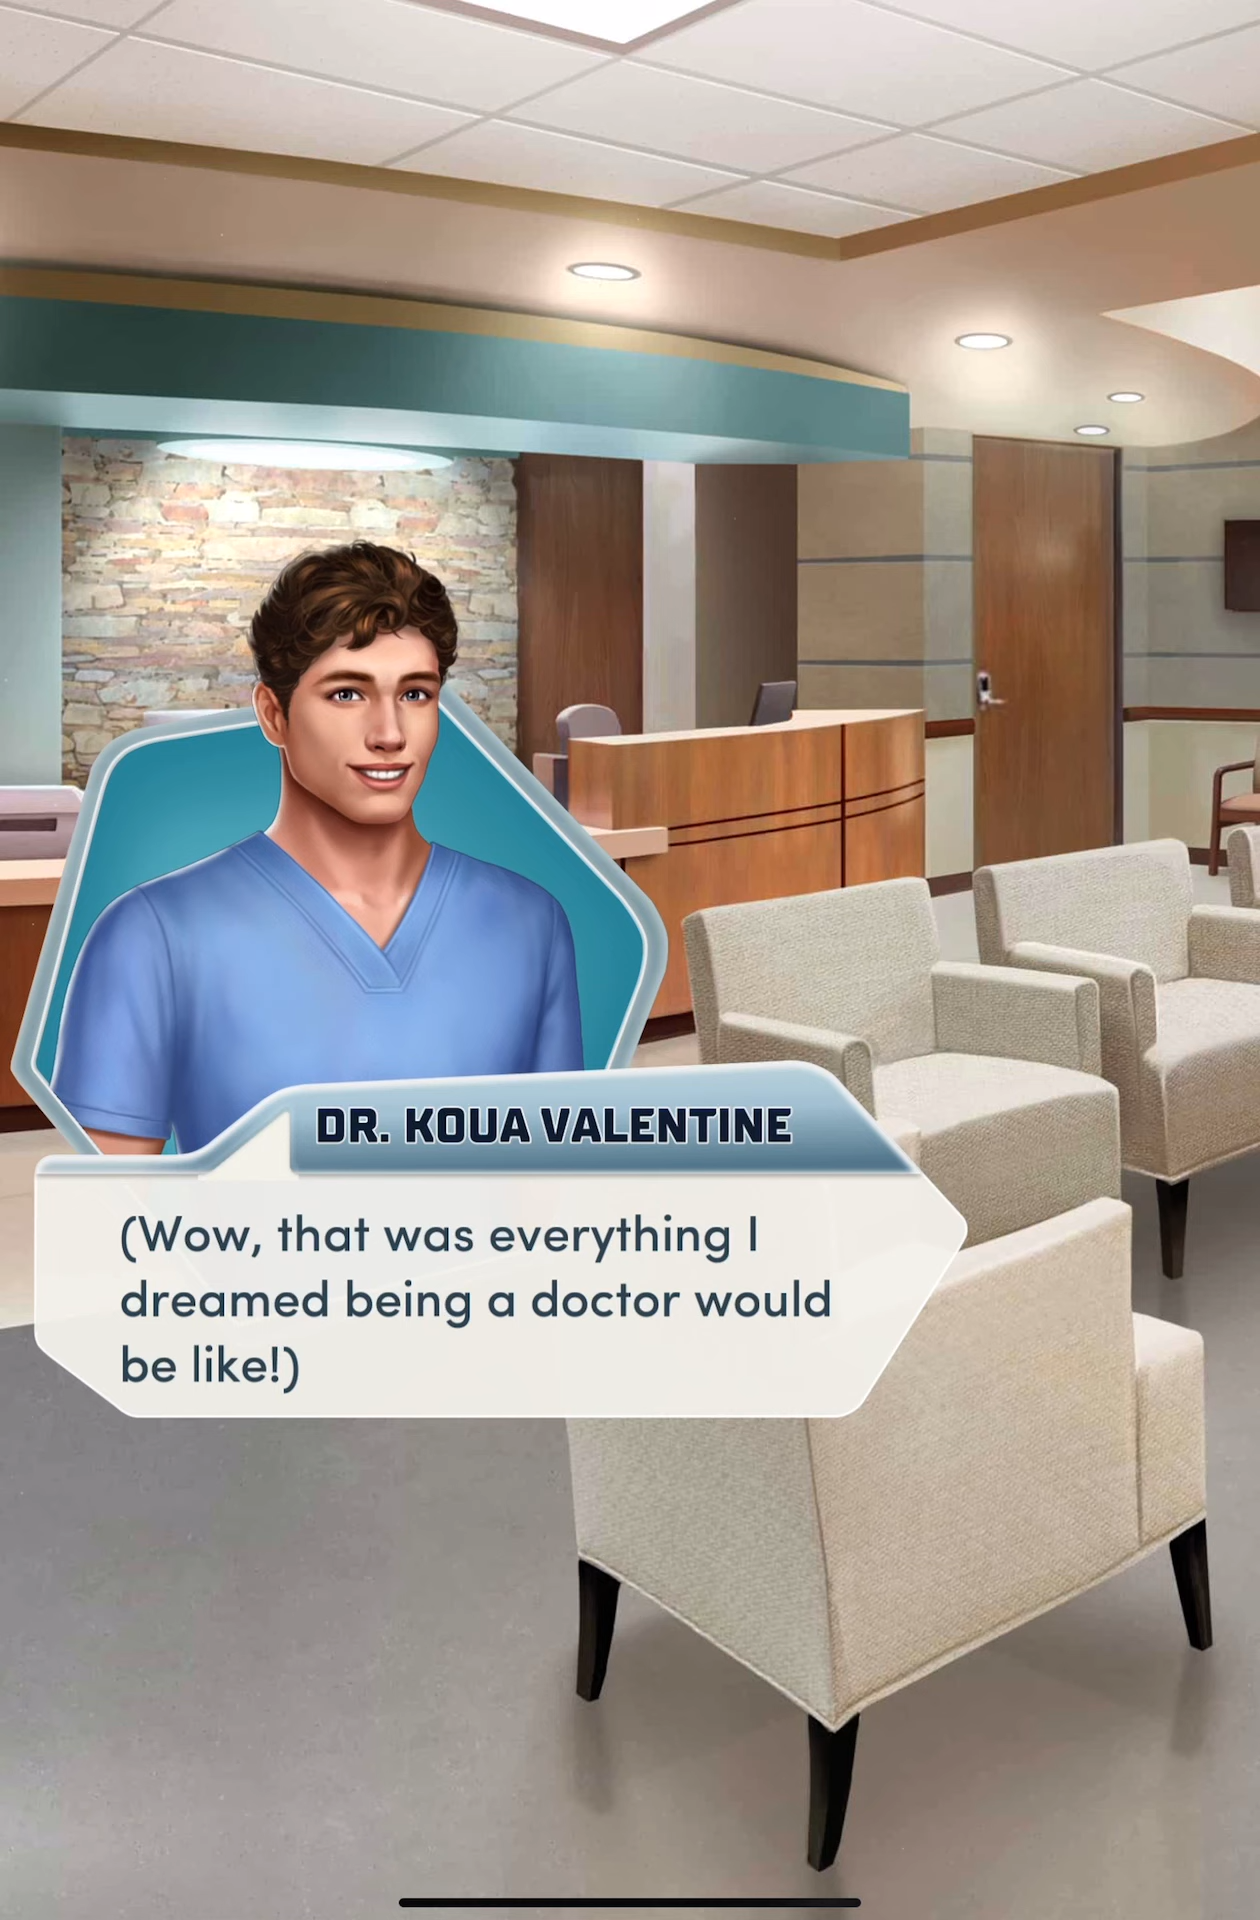 DR. KOUA VALENTINE
(Wow, that was everything I
dreamed being a doctor would
be like!)